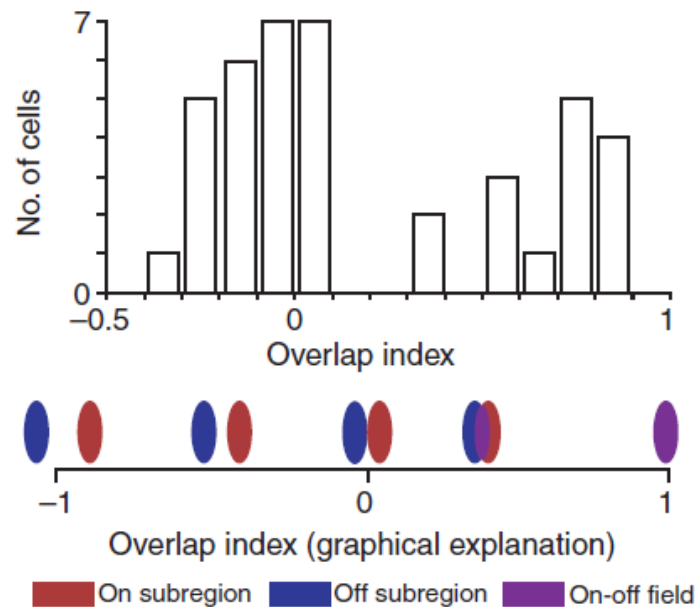 7
No. of cells
0
–0.5 0 1
Overlap index
–1 0 1
Overlap index (graphical explanation)
On subregion Off subregion On-off field